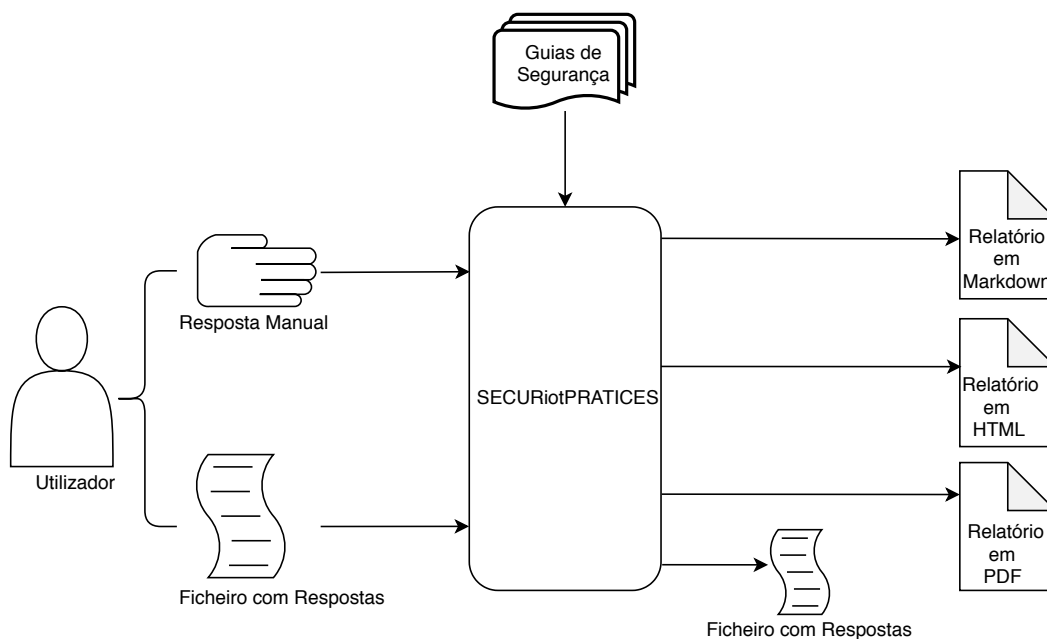 Guias de
Segurança
Relatório
em
Markdown
Resposta Manual
SECURiotPRATICES
Relatório
em
HTML
Utilizador
Relatório
em
PDF
Ficheiro com Respostas
Ficheiro com Respostas